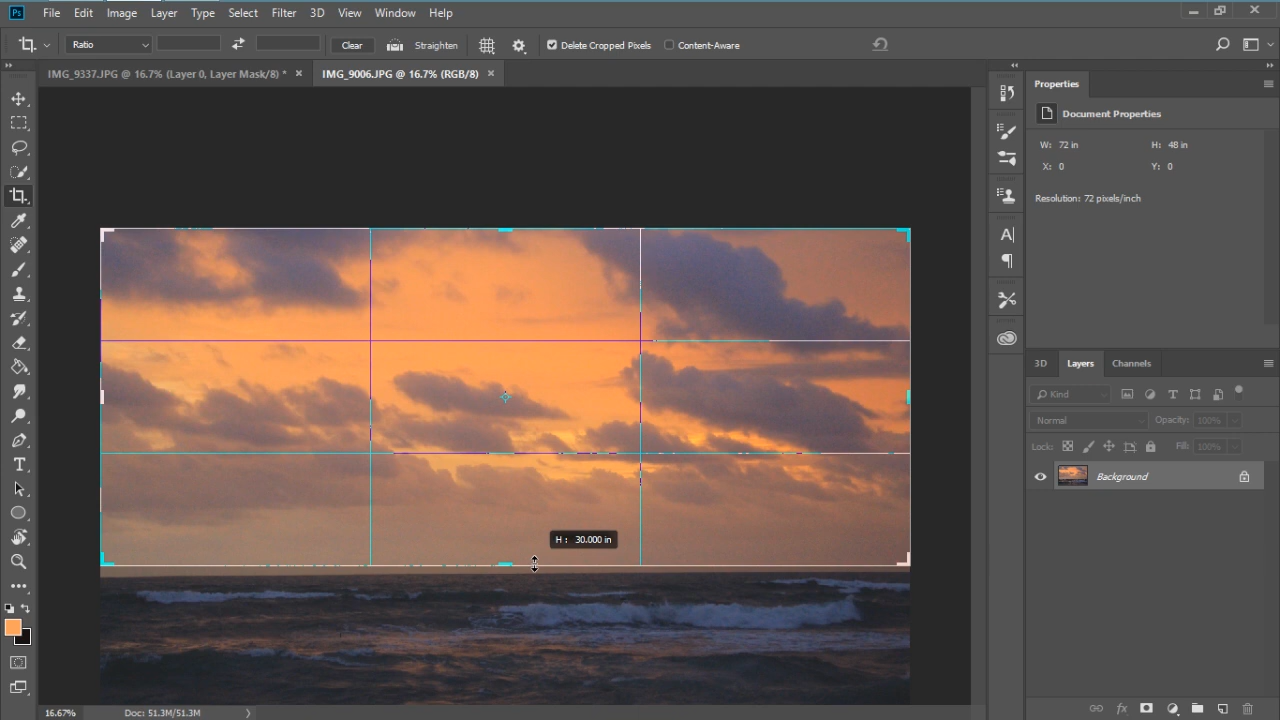 Ps File Edit Image Layer Type Select Filter 3D View Window Help
Ratio Clear Straighten Delete Cropped Pixels Content-Aware
IMG_9337.JPG @ 16.7% (Layer 0, Layer Mask/8) * × IMG_9006.JPG @ 16.7% (RGB/8) ×
Properties
Document Properties
W: 72 in H: 48 in
X: 0 Y: 0
Resolution: 72 pixels/inch
3D Layers Channels
Kind
Normal Opacity: 100%
Lock: Fill: 100%
Background
H : 30.000 in
16.67% Doc: 51.3M/51.3M